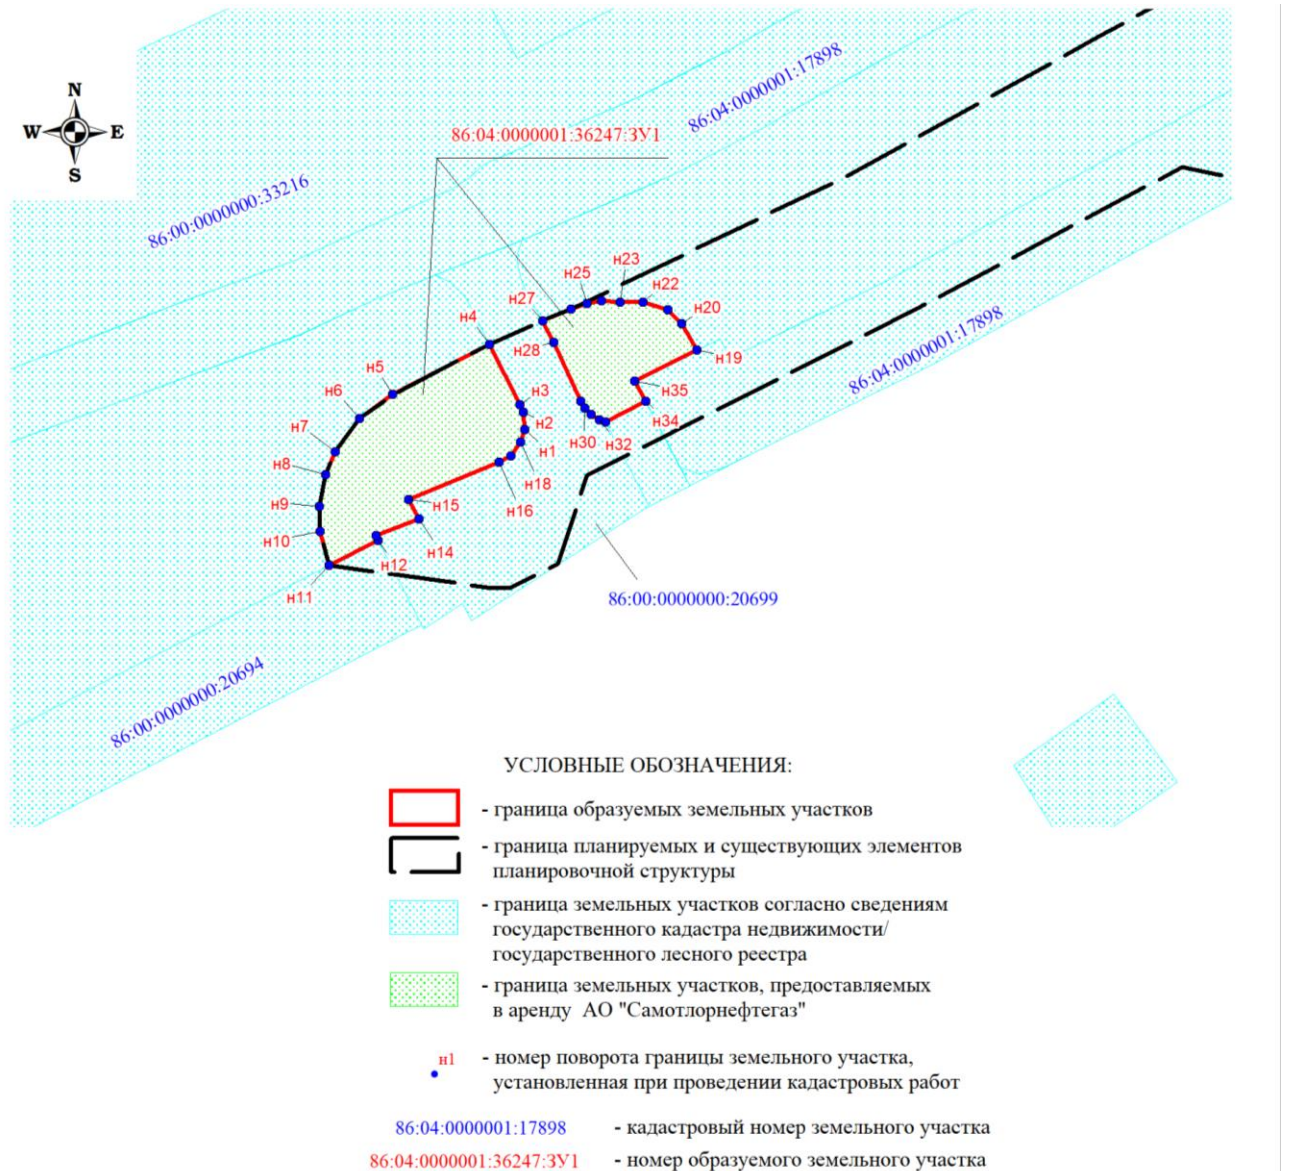 86:04:0000001:17898
N
W
E
S
86:04:0000001:36247:ЗУ1
86:00:0000000:33216
н23
н25
н22
н27
н20
н4
н28
н19
86:04:0000001:17898
н5
н35
н6
н3
н34
н2
н7
н30
н32
н1
н8
н18
н9
н15
н16
н10
н14
н12
н11
86:00:0000000:20699
86:00:0000000:20694
УСЛОВНЫЕ ОБОЗНАЧЕНИЯ:
- граница образуемых земельных участков
- граница планируемых и существующих элементов
планировочной структуры
- граница земельных участков согласно сведениям
государственного кадастра недвижимости/
государственного лесного реестра
- граница земельных участков, предоставляемых
в аренду АО "Самотлорнефтегаз"
н1
- номер поворота границы земельного участка,
установленная при проведении кадастровых работ
86:04:0000001:17898 - кадастровый номер земельного участка
86:04:0000001:36247:ЗУ1 - номер образуемого земельного участка